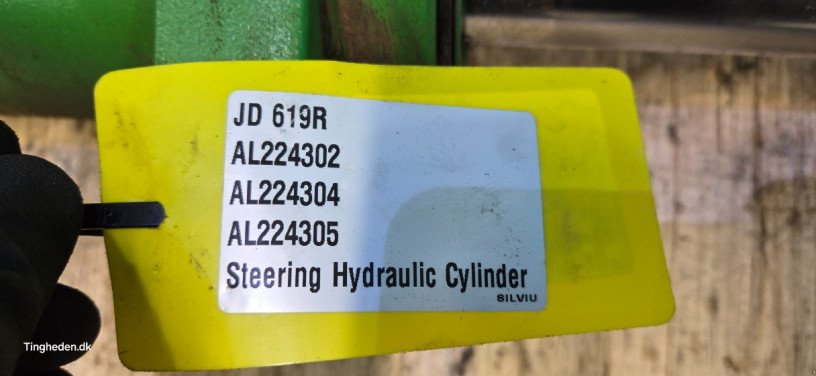 JD 619R
AL224302
AL224304
AL224305
Steering Hydraulic Cylinder
SILVIU
Tingheden.dk